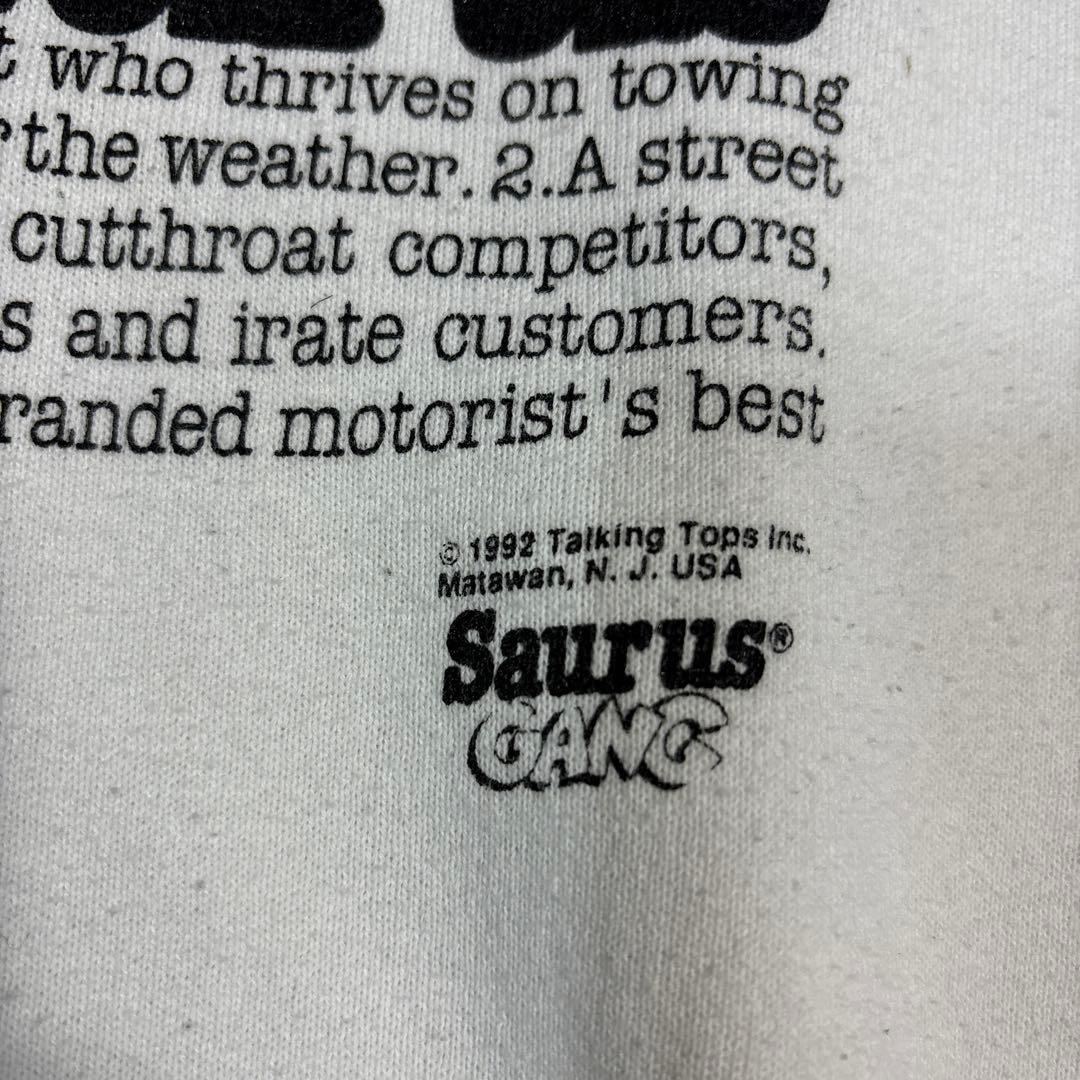 who thrives on towing
the weather. 2.A street
cutthroat competitors,
and irate customers.
randed motorist's best
© 1992 Talking Tops Inc.
Matawan, N. J. USA
Saurus®
GANG